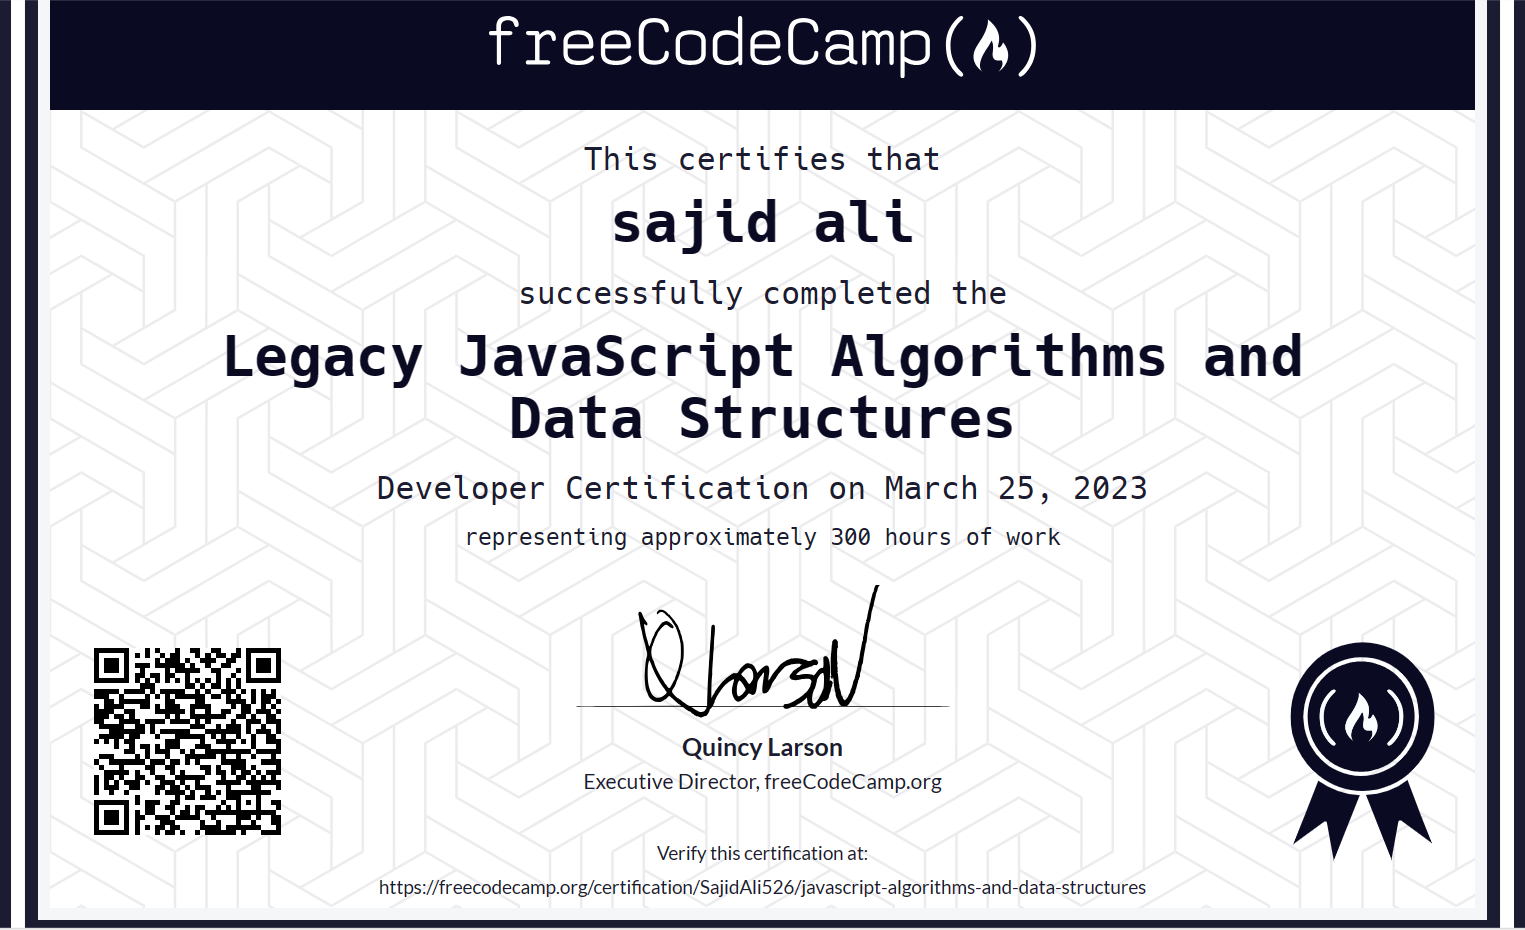 freeCodeCamp
This certifies that
sajid ali
successfully completed the
Legacy JavaScript Algorithms and
Data Structures
Developer Certification on March 25, 2023
representing approximately 300 hours of work
Q Larson
Quincy Larson
Executive Director, freeCodeCamp.org
Verify this certification at:
https://freecodecamp.org/certification/SajidAli526/javascript-algorithms-and-data-structures